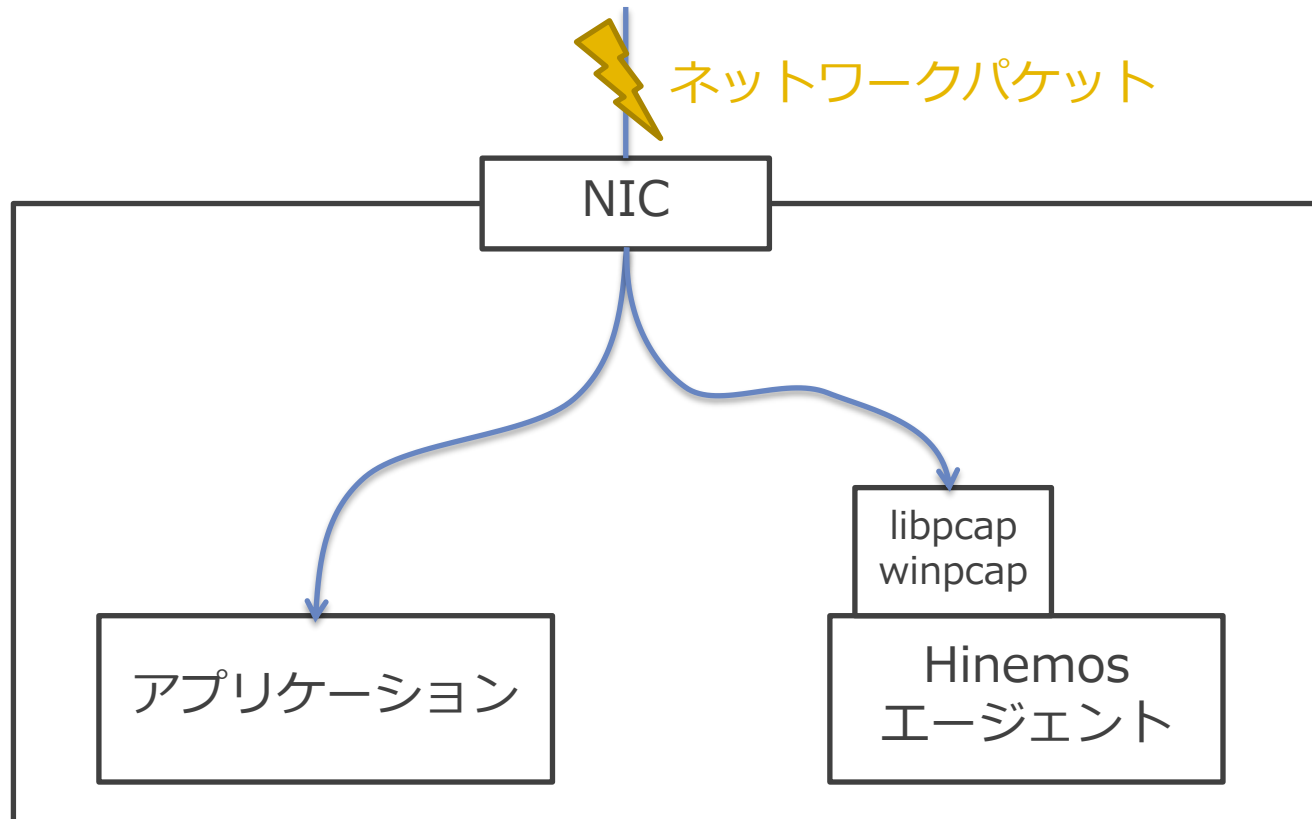 ネットワークパケット
NIC
libpcap
winpcap
アプリケーション
Hinemos
エージェント